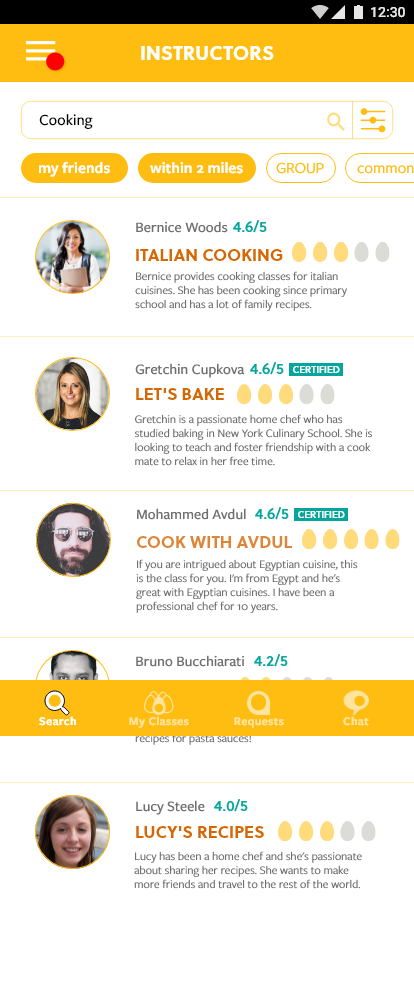 12:30
INSTRUCTORS
Cooking
my friends within 2 miles GROUP common
Bernice Woods 4.6/5
ITALIAN COOKING
Bernice provides cooking classes for italian
cuisines. She has been cooking since primary
school and has a lot of family recipes.
Gretchin Cupkova 4.6/5 CERTIFIED
LET'S BAKE
Gretchin is a passionate home chef who has
studied baking in New York Culinary School. She is
looking to teach and foster friendship with a cook
mate to relax in her free time.
Mohammed Avdul 4.6/5 CERTIFIED
COOK WITH AVDUL
If you are intrigued about Egyptian cuisine, this
is the class for you. I'm from Egypt and he's
great with Egyptian cuisines. I have been a
professional chef for 10 years.
Bruno Bucchiarati 4.2/5
Search My Classes Requests Chat
recipes for pasta sauces!
Lucy Steele 4.0/5
LUCY'S RECIPES
Lucy has been a home chef and she's passionate
about sharing her recipes. She wants to make
more friends and travel to the rest of the world.